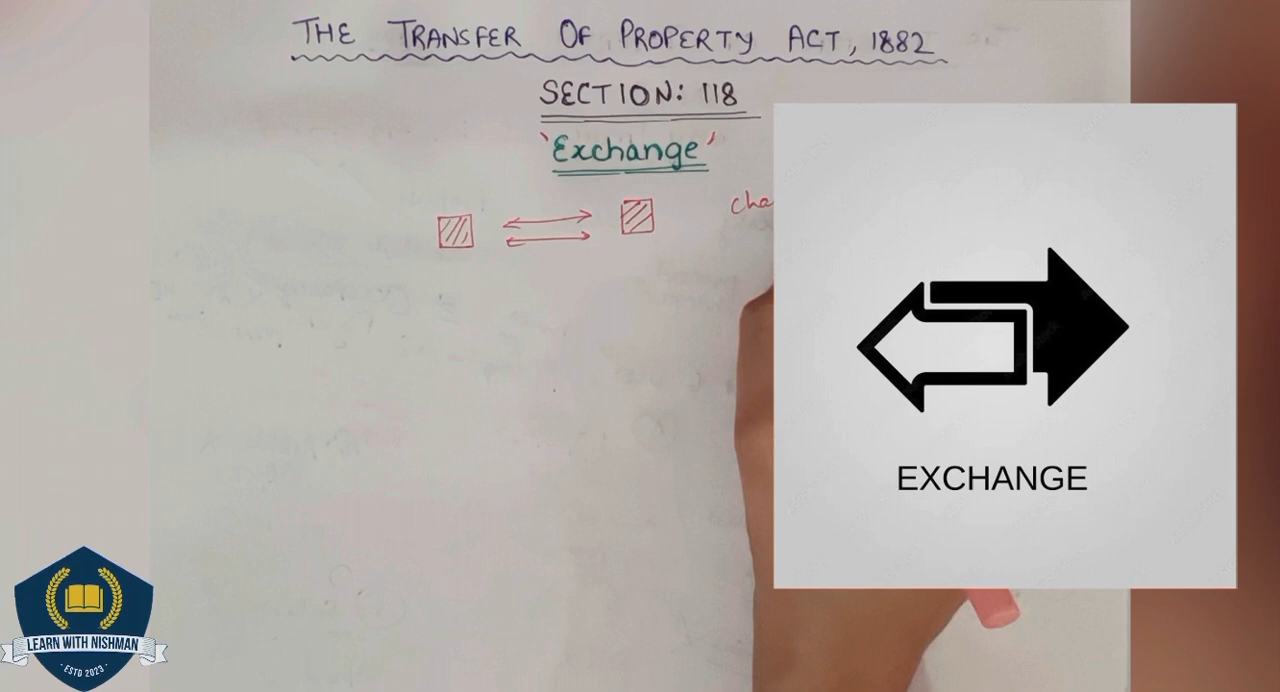 THE TRANSFER OF PROPERTY ACT, 1882
SECTION: 118
'Exchange'
EXCHANGE
LEARN WITH NISHMAN
ESTD 2023